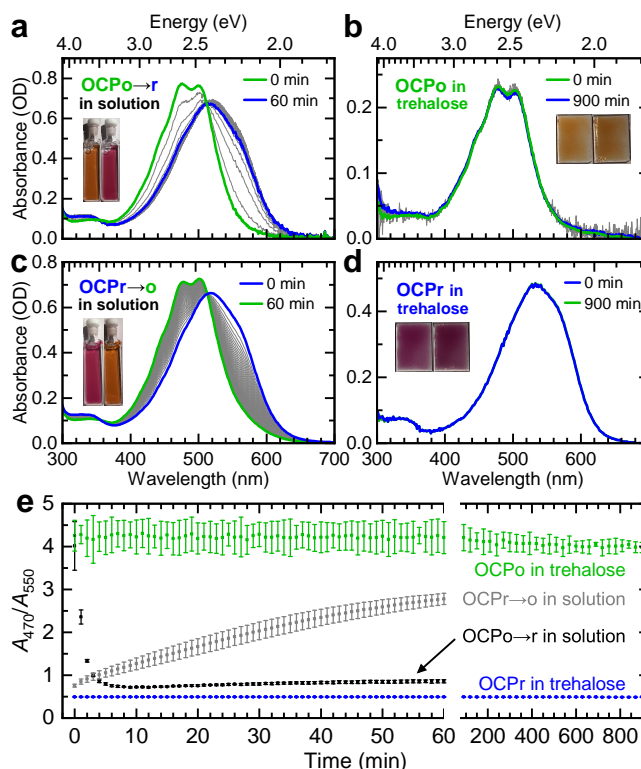 Energy (eV)
Energy (eV)
4.0 3.0 2.5 2.0
4.0 3.0 2.5 2.0
a
b
0.8
0.6
0.4
0.2
0.0
Absorbance (OD)
OCPo→r
in solution
0 min
60 min
0.2
0.1
0.0
OCPo in
trehalose
0 min
900 min
c
d
0.8
0.6
0.4
0.2
0.0
Absorbance (OD)
OCPr→o
in solution
0 min
60 min
0.4
0.2
0.0
OCPr in
trehalose
0 min
900 min
300 400 500 600 700
300 400 500 600
Wavelength (nm)
Wavelength (nm)
e
5
4
3
2
1
0
A470/A550
OCPo in trehalose
OCPr→o in solution
OCPo→r in solution
OCPr in trehalose
0 10 20 30 40 50 60 200 400 600 800
Time (min)